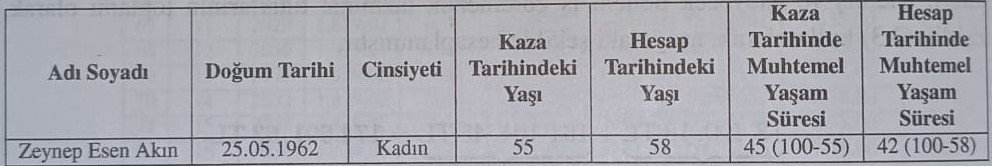 Adı Soyadı Doğum Tarihi Cinsiyeti Kaza Tarihindeki Yaşı Hesap Tarihindeki Yaşı Kaza Tarihinde Muhtemel Yaşam Süresi Hesap Tarihinde Muhtemel Yaşam Süresi
Zeynep Esen Akın 25.05.1962 Kadın 55 58 45 (100-55) 42 (100-58)